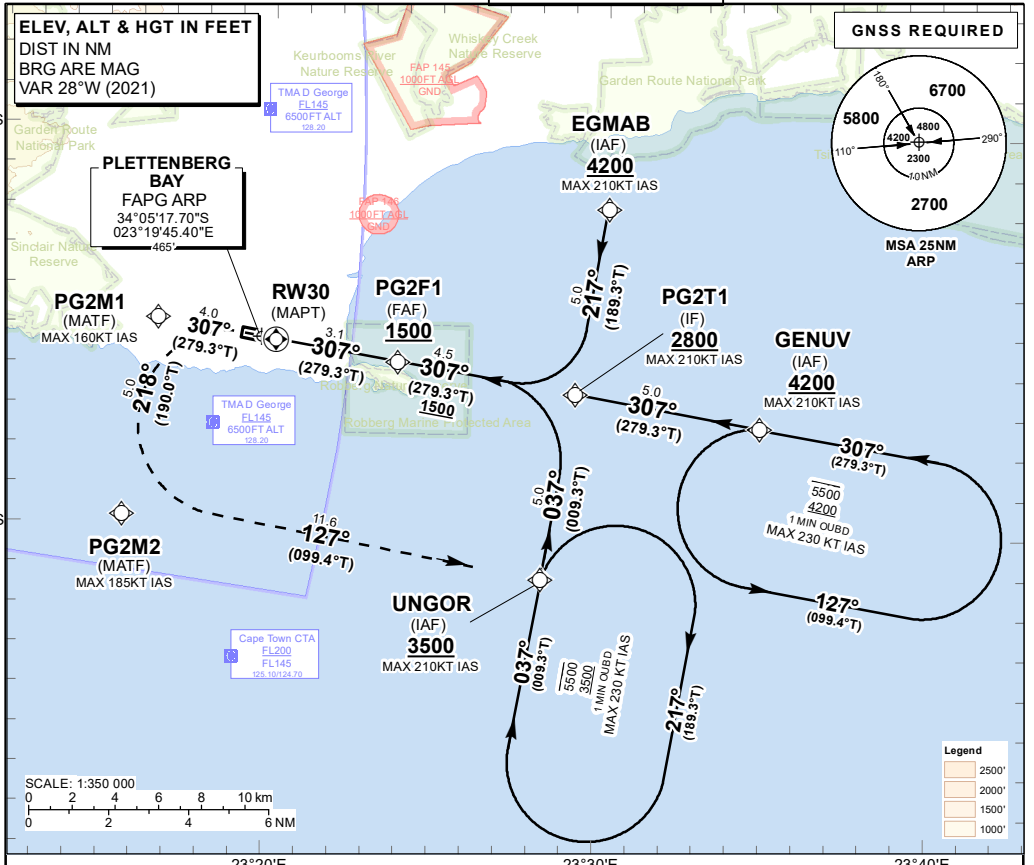 ELEV, ALT & HGT IN FEET
DIST IN NM
BRG ARE MAG
VAR 28°W (2021)
Keurbooms River
Nature Reserve
Whiskey Creek
Nature Reserve
FAP 145
1000FT AGL
GND
Garden Route National Park
GNSS REQUIRED
180°
6700
5800
4800
4200
290°
110°
2300
10NM
2700
MSA 25NM
ARP
TMA D George
FL145
6500FT ALT
128.20
Garden Route
National Park
EGMAB
(IAF)
4200
MAX 210KT IAS
PLETTENBERG
BAY
FAPG ARP
34°05'17.70"S
023°19'45.40"E
465'
FAP 146
1000FT AGL
GND
Sinclair Nature
Reserve
5.0
217°
(189.3°T)
PG2M1
(MATF)
MAX 160KT IAS
4.0
307°
(279.3°T)
RW30
(MAPT)
3.1
307°
(279.3°T)
PG2F1
(FAF)
1500
4.5
307°
(279.3°T)
1500
PG2T1
(IF)
2800
MAX 210KT IAS
GENUV
(IAF)
4200
MAX 210KT IAS
5.0
307°
(279.3°T)
307°
(279.3°T)
5.0
218°
(190.0°T)
TMA D George
FL145
6500FT ALT
128.20
Robberg Marine Protected Area
5500
4200
1 MIN OUBD
MAX 230 KT IAS
127°
(099.4°T)
5.0
037°
(009.3°T)
PG2M2
(MATF)
MAX 185KT IAS
11.6
127°
(099.4°T)
UNGOR
(IAF)
3500
MAX 210KT IAS
037°
(009.3°T)
5500
3500
1 MIN OUBD
MAX 230 KT IAS
217°
(189.3°T)
Cape Town CTA
FL200
FL145
125.10/124.70
SCALE: 1:350 000
0 2 4 6 8 10 km
0 2 4 6 NM
Legend
2500'
2000'
1500'
1000'
23°20'E
23°30'E
23°40'E